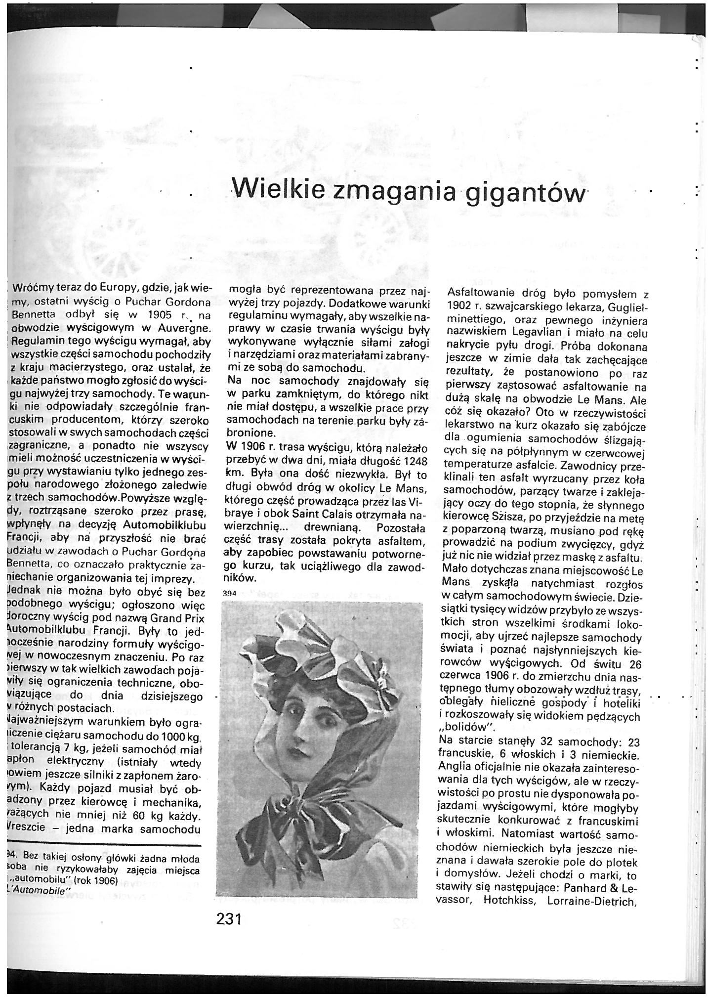 Wielkie zmagania gigantów
Wróćmy teraz do Europy, gdzie, jak wie-
my, ostatni wyścig o Puchar Gordona
Bennetta odbył się w 1905 r. na
obwodzie wyścigowym w Auvergne.
Regulamin tego wyścigu wymagał, aby
wszystkie części samochodu pochodziły
z kraju macierzystego, oraz ustalał, że
każde państwo mogło zgłosić do wyści-
gu najwyżej trzy samochody. Te warun-
ki nie odpowiadały szczególnie fran-
cuskim producentom, którzy szeroko
stosowali w swych samochodach części
zagraniczne, a ponadto nie wszyscy
mieli możność uczestniczenia w wyści-
gu przy wystawianiu tylko jednego zes-
połu narodowego złożonego zaledwie
z trzech samochodów.Powyższe wzglę-
dy, roztrząsane szeroko przez prasę,
wpłynęły na decyzję Automobilklubu
Francji, aby na przyszłość nie brać
udziału w zawodach o Puchar Gordona
Bennetta, co oznaczało praktycznie za-
niechanie organizowania tej imprezy.
Jednak nie można było obyć się bez
podobnego wyścigu; ogłoszono więc
doroczny wyścig pod nazwą Grand Prix
Automobilklubu Francji. Były to jed-
nocześnie narodziny formuły wyścigo-
wej w nowoczesnym znaczeniu. Po raz
pierwszy w tak wielkich zawodach poja-
wiły się ograniczenia techniczne, obo-
wiązujące do dnia dzisiejszego
w różnych postaciach.
Najważniejszym warunkiem było ogra-
niczenie ciężaru samochodu do 1000 kg
tolerancją 7 kg, jeżeli samochód miał
apłon elektryczny (istniały wtedy
bowiem jeszcze silniki z zapłonem żaro-
wym). Każdy pojazd musiał być ob-
adzony przez kierowcę i mechanika,
ważących nie mniej niż 60 kg każdy.
Wreszcie – jedna marka samochodu
94. Bez takiej osłony główki żadna młoda
soba nie ryzykowałaby zajęcia miejsca
„automobilu" (rok 1906)
L'Automobile"
mogła być reprezentowana przez naj-
wyżej trzy pojazdy. Dodatkowe warunki
regulaminu wymagały, aby wszelkie na-
prawy w czasie trwania wyścigu były
wykonywane wyłącznie siłami załogi
i narzędziami oraz materiałami zabrany-
mi ze sobą do samochodu.
Na noc samochody znajdowały się
w parku zamkniętym, do którego nikt
nie miał dostępu, a wszelkie prace przy
samochodach na terenie parku były za-
bronione.
W 1906 r. trasa wyścigu, którą należało
przebyć w dwa dni, miała długość 1248
km. Była ona dość niezwykła. Był to
długi obwód dróg w okolicy Le Mans,
którego część prowadząca przez las Vi-
braye i obok Saint Calais otrzymała na-
wierzchnię... drewnianą. Pozostała
część trasy została pokryta asfaltem,
aby zapobiec powstawaniu potworne-
go kurzu, tak uciążliwego dla zawod-
ników.
394
231
Asfaltowanie dróg było pomysłem z
1902 r. szwajcarskiego lekarza, Gugliel-
minettiego, oraz pewnego inżyniera
nazwiskiem Legavlian i miało na celu
nakrycie pyłu drogi. Próba dokonana
jeszcze w zimie dała tak zachęcające
rezultaty, że postanowiono po raz
pierwszy zastosować asfaltowanie na
dużą skalę na obwodzie Le Mans. Ale
cóż się okazało? Oto w rzeczywistości
lekarstwo na kurz okazało się zabójcze
dla ogumienia samochodów ślizgają-
cych się na półpłynnym w czerwcowej
temperaturze asfalcie. Zawodnicy prze-
klinali ten asfalt wyrzucany przez koła
samochodów, parzący twarze i zakleja-
jący oczy do tego stopnia, że słynnego
kierowcę Szisza, po przyjeździe na metę
z poparzoną twarzą, musiano pod rękę
prowadzić na podium zwycięzcy, gdyż
już nic nie widział przez maskę z asfaltu.
Mało dotychczas znana miejscowość Le
Mans zyskała natychmiast rozgłos
w całym samochodowym świecie. Dzie-
siątki tysięcy widzów przybyło ze wszys-
tkich stron wszelkimi środkami loko-
mocji, aby ujrzeć najlepsze samochody
świata i poznać najsłynniejszych kie-
rowców wyścigowych. Od świtu 26
czerwca 1906 r. do zmierzchu dnia nas-
tępnego tłumy obozowały wzdłuż trasy,
oblegały nieliczne gospody i hoteliki
i rozkoszowały się widokiem pędzących
„bolidów".
Na starcie stanęły 32 samochody: 23
francuskie, 6 włoskich i 3 niemieckie.
Anglia oficjalnie nie okazała zaintereso-
wania dla tych wyścigów, ale w rzeczy-
wistości po prostu nie dysponowała po-
jazdami wyścigowymi, które mogłyby
skutecznie konkurować z francuskimi
i włoskimi. Natomiast wartość samo-
chodów niemieckich była jeszcze nie-
znana i dawała szerokie pole do plotek
i domysłów. Jeżeli chodzi o marki, to
stawiły się następujące: Panhard & Le-
vassor, Hotchkiss, Lorraine-Dietrich,